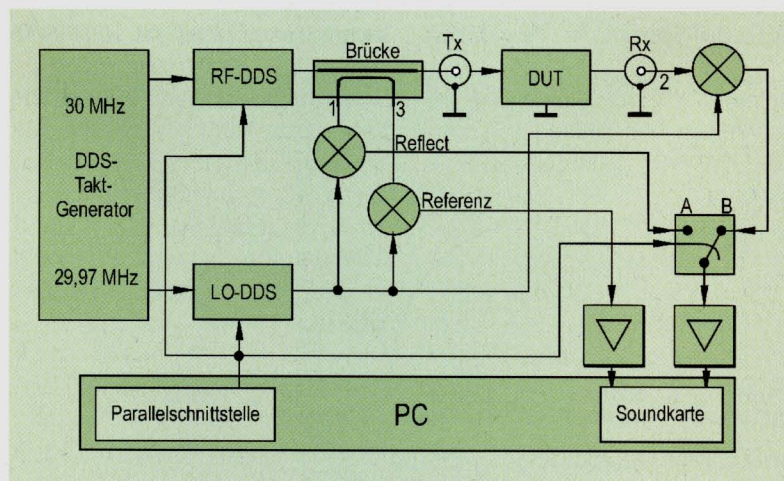 30 MHz
DDS-
Takt-
Generator
29,97 MHz
RF-DDS
LO-DDS
Brücke
1
3
Tx
DUT
Rx
2
Reflect
Referenz
A
B
Parallelschnittstelle
PC
Soundkarte